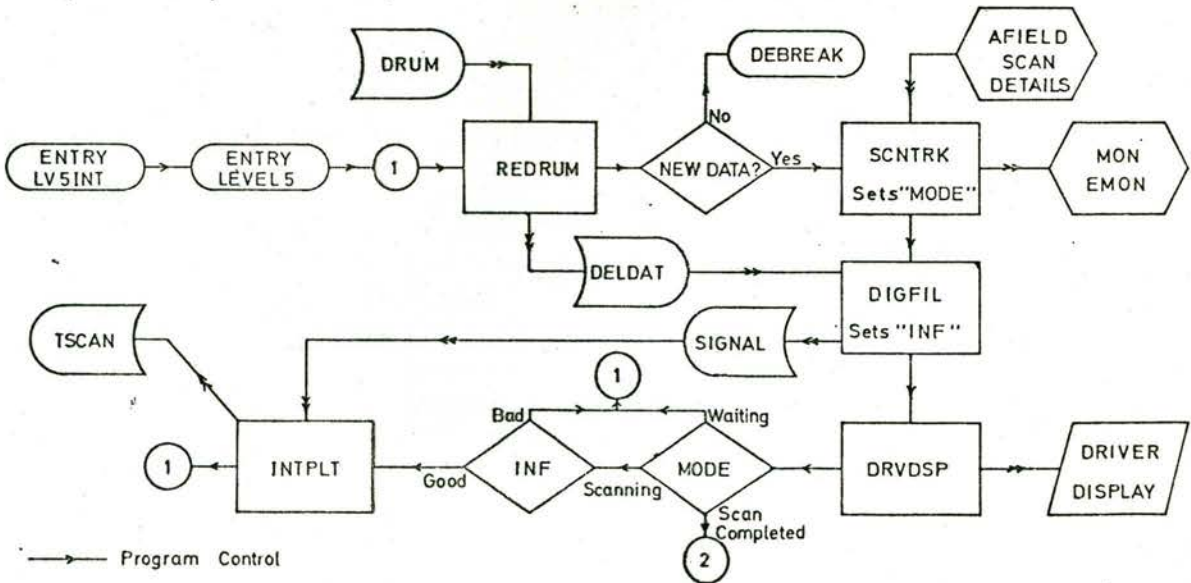 DRUM
DEBREAK
AFIELD
SCAN
DETAILS
ENTRY
LV5INT
ENTRY
LEVEL5
1
REDRUM
No
NEW DATA?
Yes
SCNTRK
Sets "MODE"
MON
EMON
DELDAT
DIGFIL
Sets "INF"
TSCAN
SIGNAL
1
Bad
Waiting
1
INTPLT
Good
INF
Scanning
MODE
Scan
Completed
2
DRVDSP
DRIVER
DISPLAY
Program Control